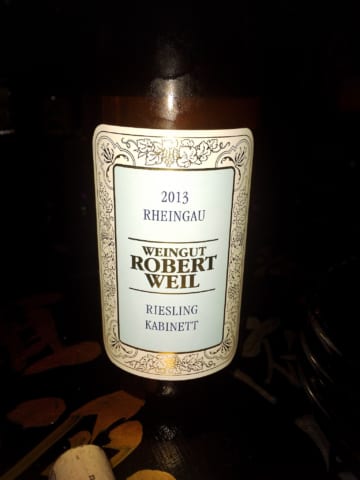 2013
RHEINGAU
WEINGUT
ROBERT
WEIL
RIESLING
KABINETT